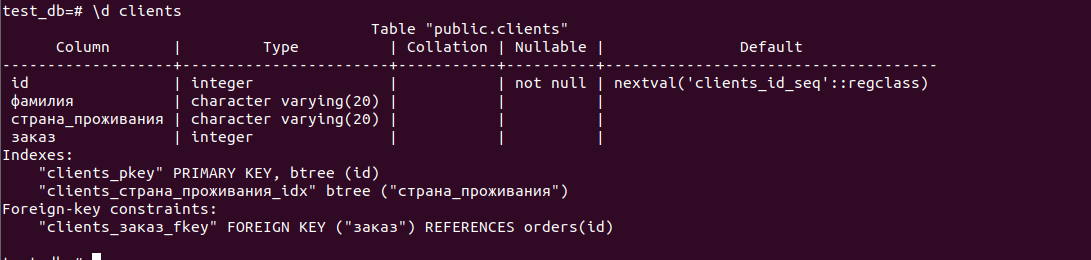 test_db=# \d clients
Table "public.clients"
Column | Type | Collation | Nullable | Default
-------------------+-----------------------+-----------+----------+-------------------------------------
id | integer | | not null | nextval('clients_id_seq'::regclass)
фамилия | character varying(20) | | |
страна_проживания | character varying(20) | | |
заказ | integer | | |
Indexes:
"clients_pkey" PRIMARY KEY, btree (id)
"clients_страна_проживания_idx" btree ("страна_проживания")
Foreign-key constraints:
"clients_заказ_fkey" FOREIGN KEY ("заказ") REFERENCES orders(id)
test_db=#